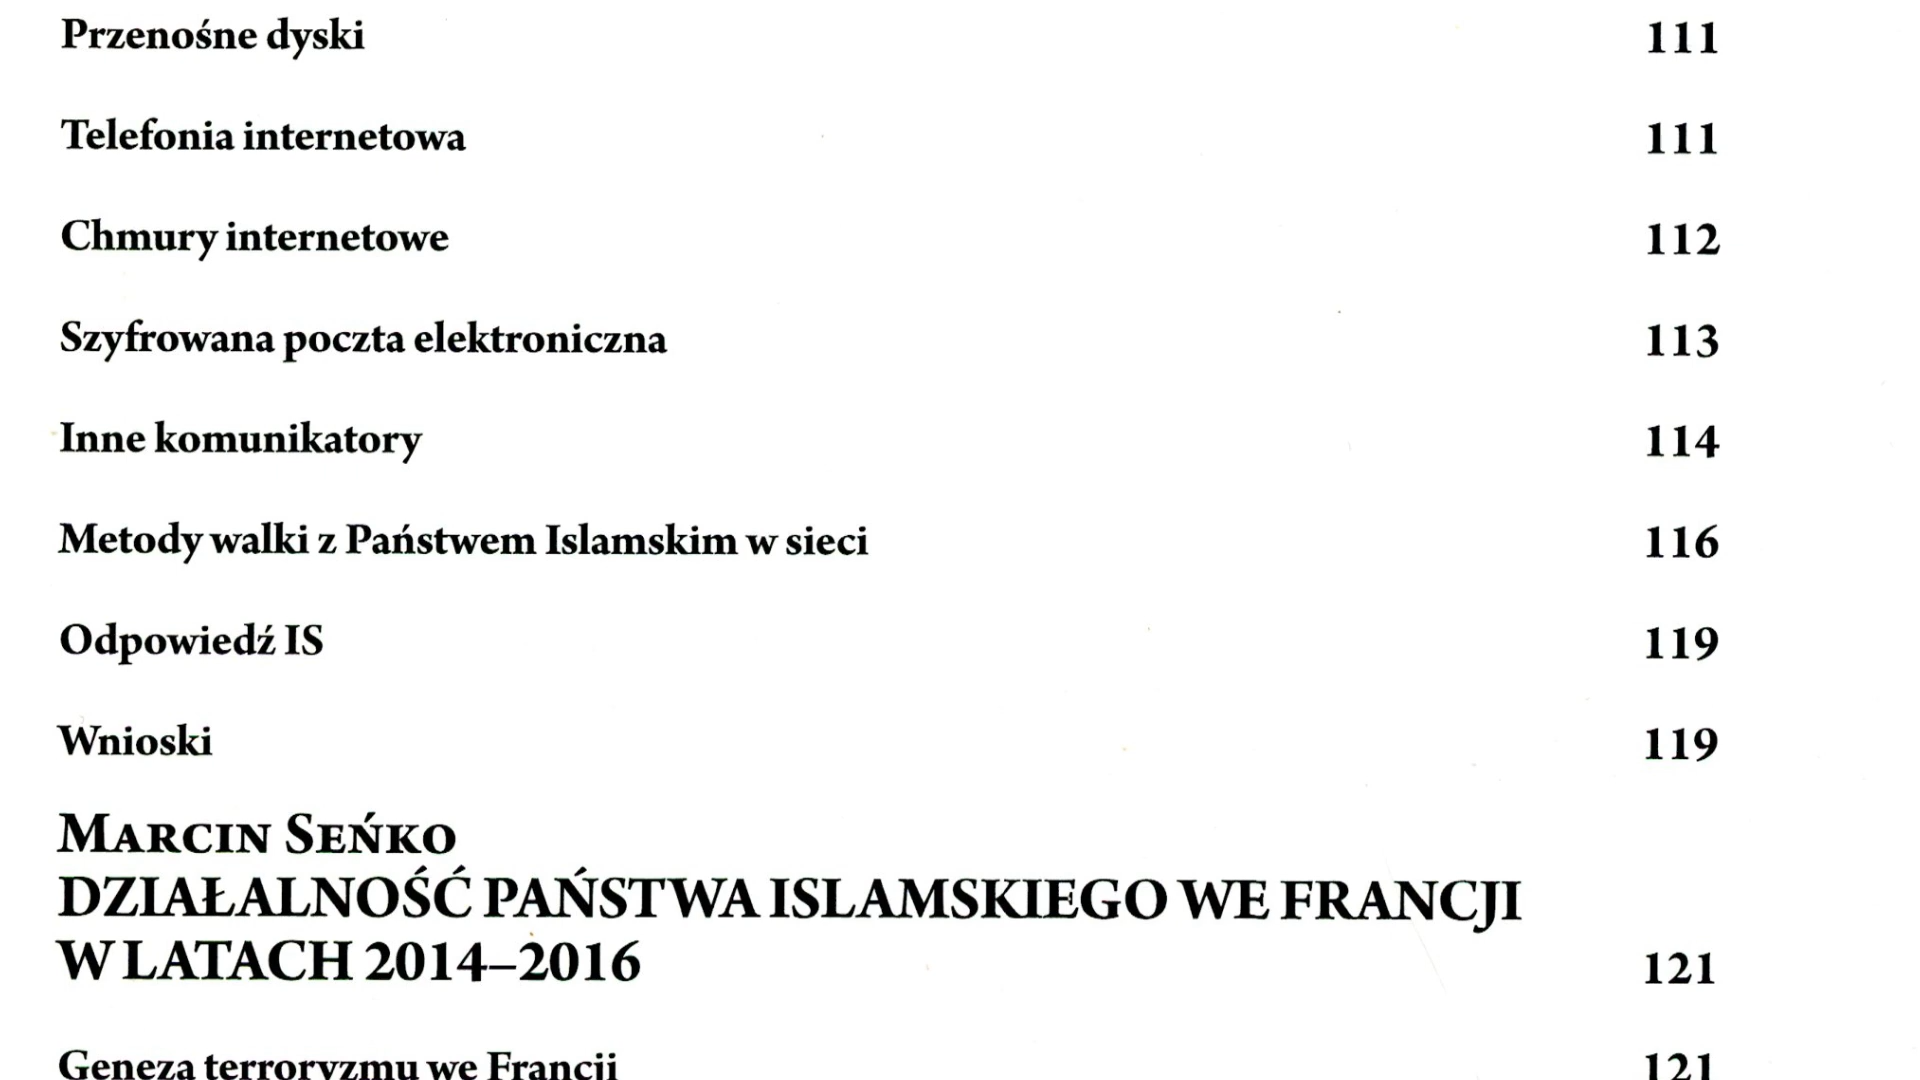 Przenośne dyski 111
Telefonia internetowa 111
Chmury internetowe 112
Szyfrowana poczta elektroniczna 113
Inne komunikatory 114
Metody walki z Państwem Islamskim w sieci 116
Odpowiedź IS 119
Wnioski 119
Marcin Seńko
DZIAŁALNOŚĆ PAŃSTWA ISLAMSKIEGO WE FRANCJI
W LATACH 2014–2016 121
Geneza terroryzmu we Francji 121